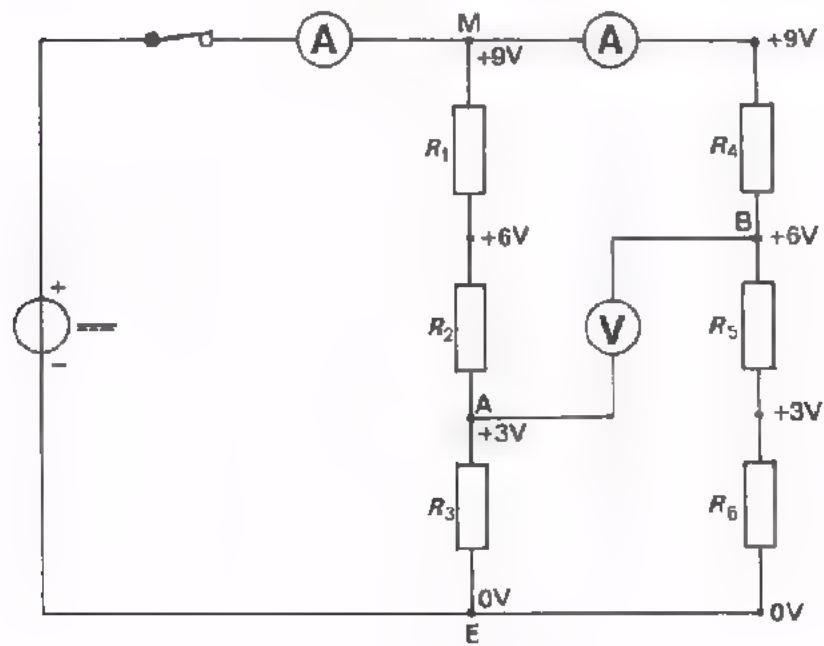 A
M
+9V
A
+9V
R₁
R₄
+6V
B
+6V
+
-
R₂
V
R₅
A
+3V
+3V
R₃
R₆
0V
0V
E